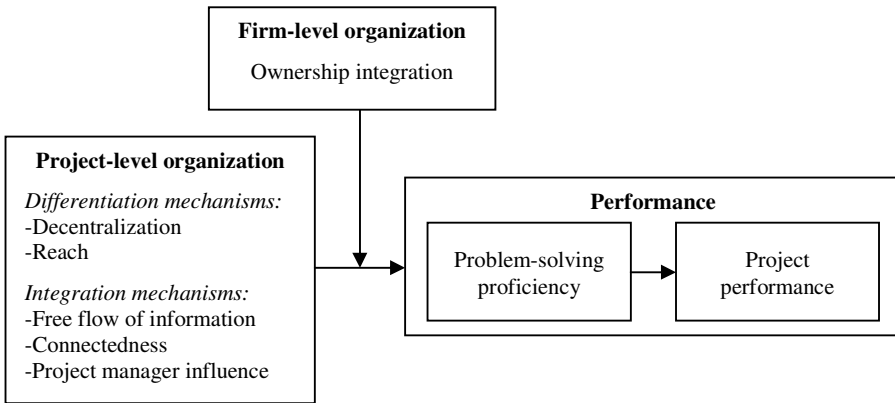 Firm-level organization
Ownership integration
Project-level organization
Differentiation mechanisms:
-Decentralization
-Reach
Integration mechanisms:
-Free flow of information
-Connectedness
-Project manager influence
Performance
Problem-solving
proficiency
Project
performance